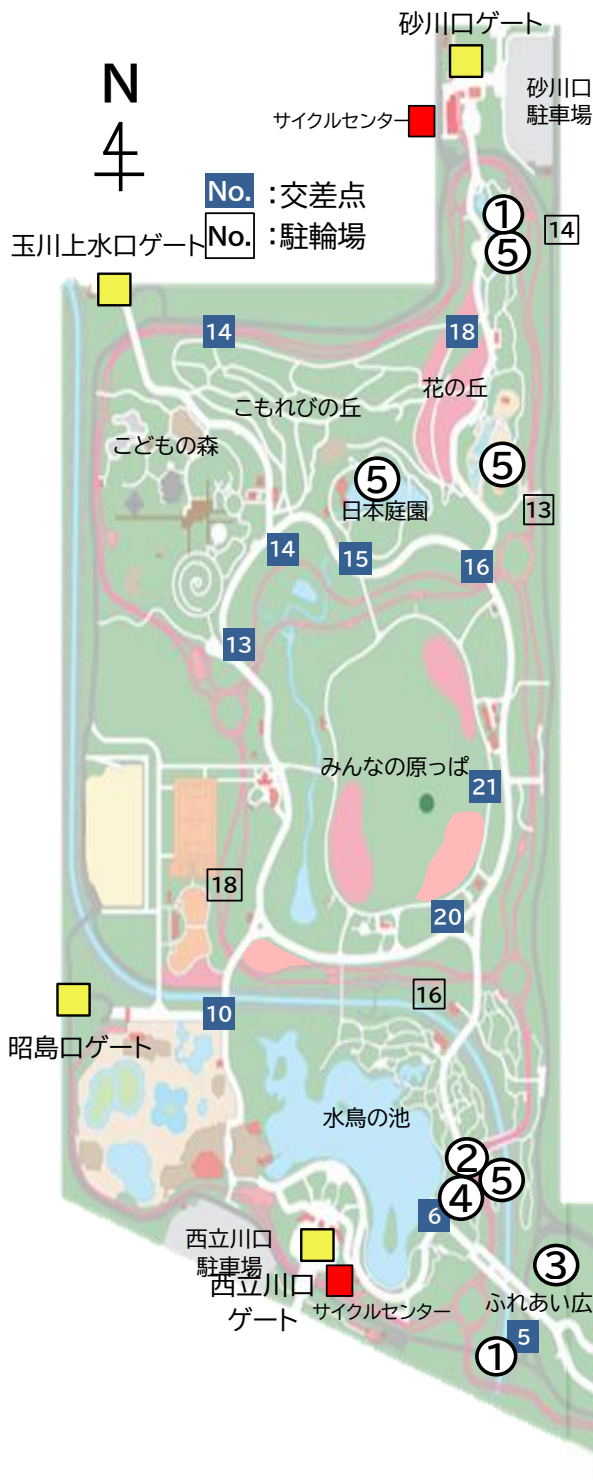 砂川口ゲート
N
砂川口
駐車場
サイクルセンター
No. :交差点
No. :駐輪場
①
14
⑤
玉川上水口ゲート
14
18
花の丘
こもれびの丘
こどもの森
⑤
⑤
日本庭園
13
14
15
16
13
みんなの原っぱ
21
18
20
16
10
昭島口ゲート
水鳥の池
②
⑤
④
6
西立川口
駐車場
③
西立川口
ゲート
サイクルセンター
ふれあい広
5
①